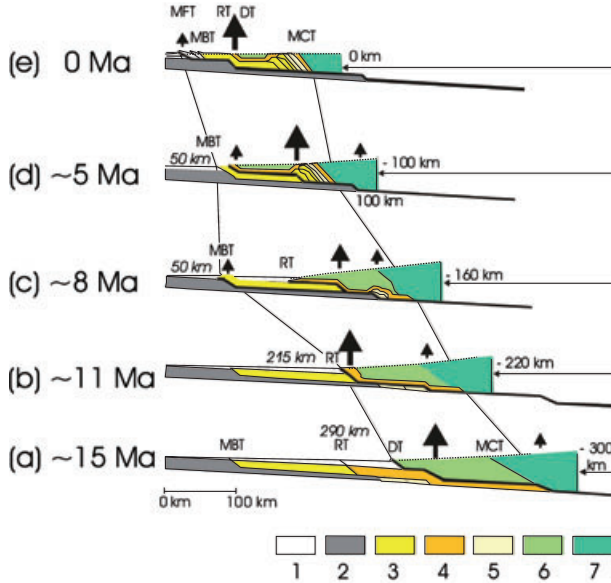 MFT RT DT
MBT MCT
(e) 0 Ma 0 km
MBT
50 km
(d) ~5 Ma - 100 km
100 km
MBT
50 km RT
(c) ~8 Ma - 160 km
215 km RT
(b) ~11 Ma - 220 km
290 km
MBT RT DT MCT
(a) ~15 Ma - 300 km
0 km 100 km
1 2 3 4 5 6 7